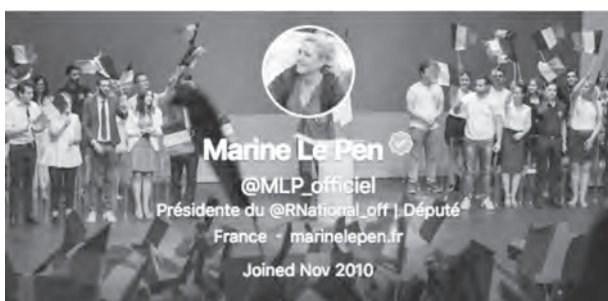 Marine Le Pen
@MLP_officiel
Présidente du @RNational_off | Député
France - marinelepen.fr
Joined Nov 2010